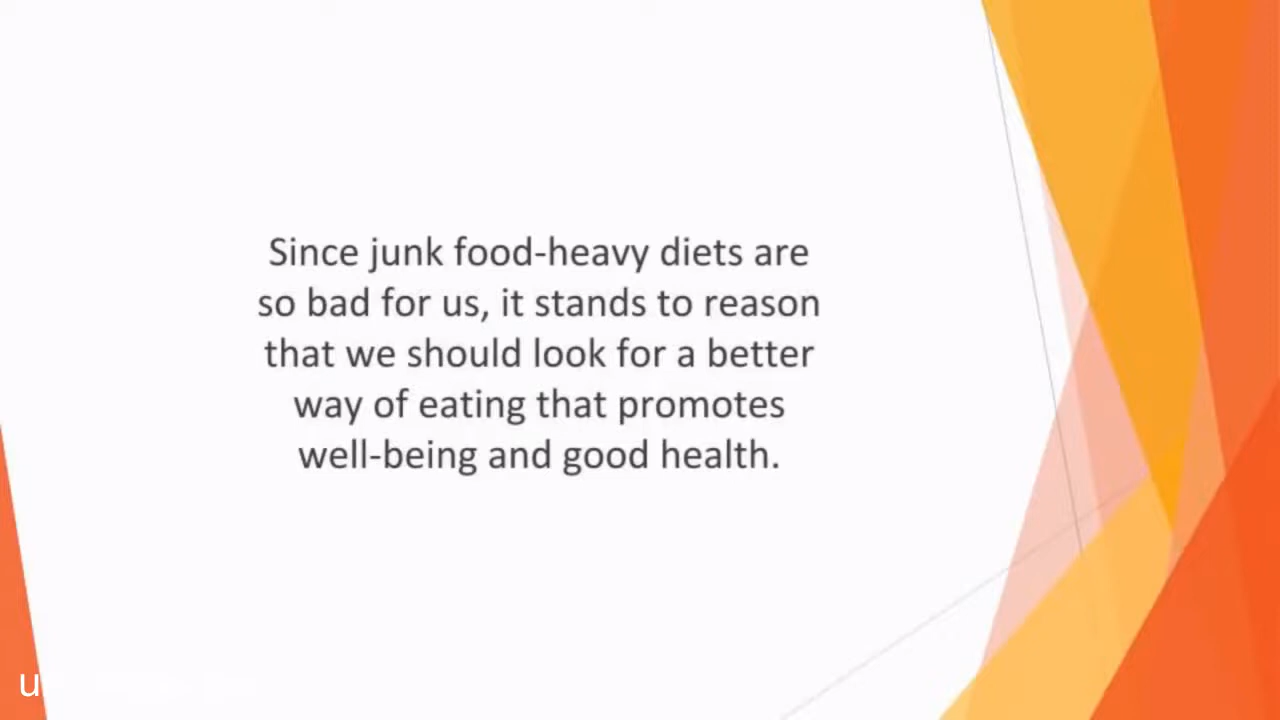 Since junk food-heavy diets are
so bad for us, it stands to reason
that we should look for a better
way of eating that promotes
well-being and good health.